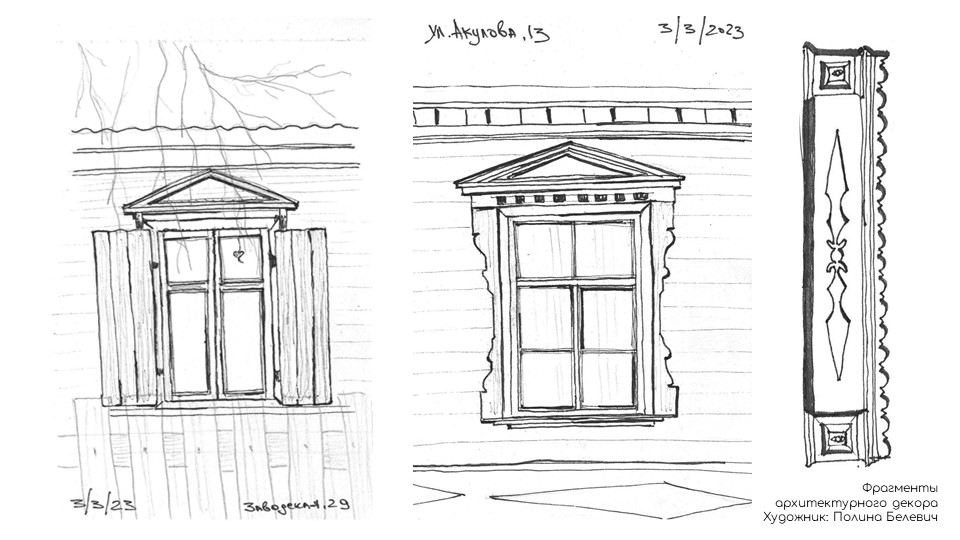 ул. Акулова, 13
3/3/2023
3/3/23
Заводская, 29
Фрагменты
архитектурного декора
Художник: Полина Белевич